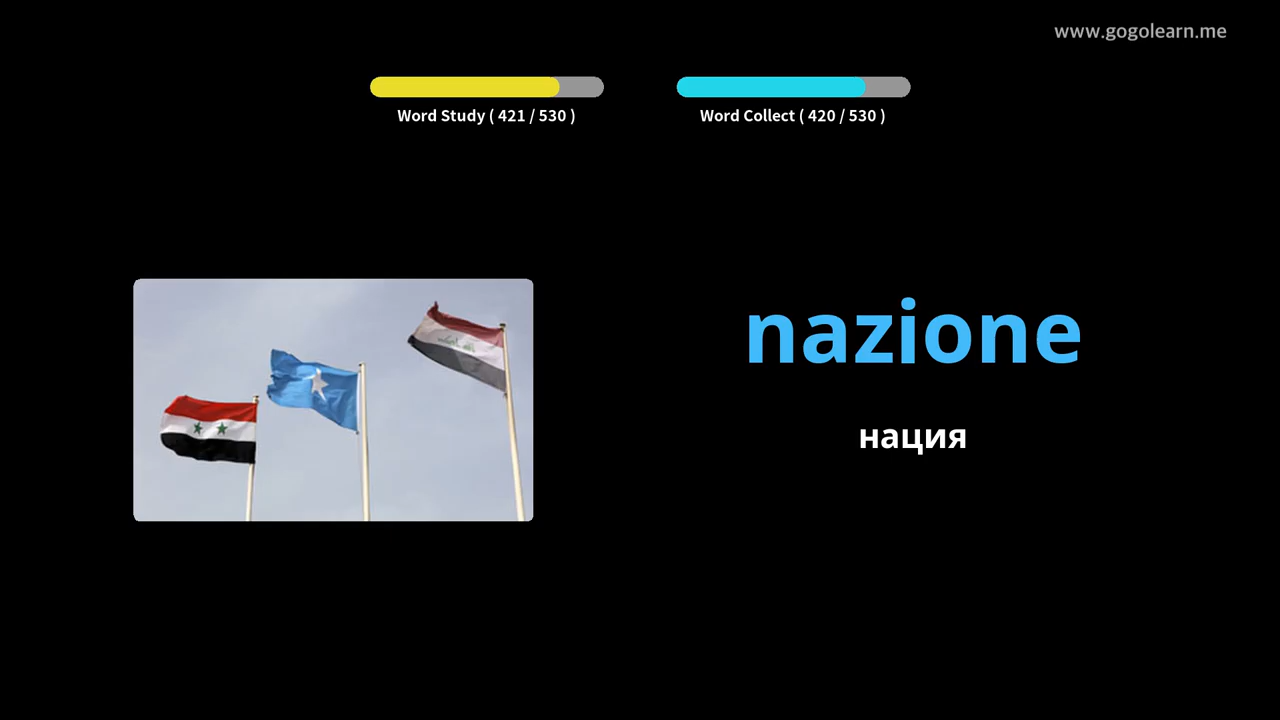 www.gogolearn.me
Word Study ( 421 / 530 )
Word Collect ( 420 / 530 )
nazione
нация